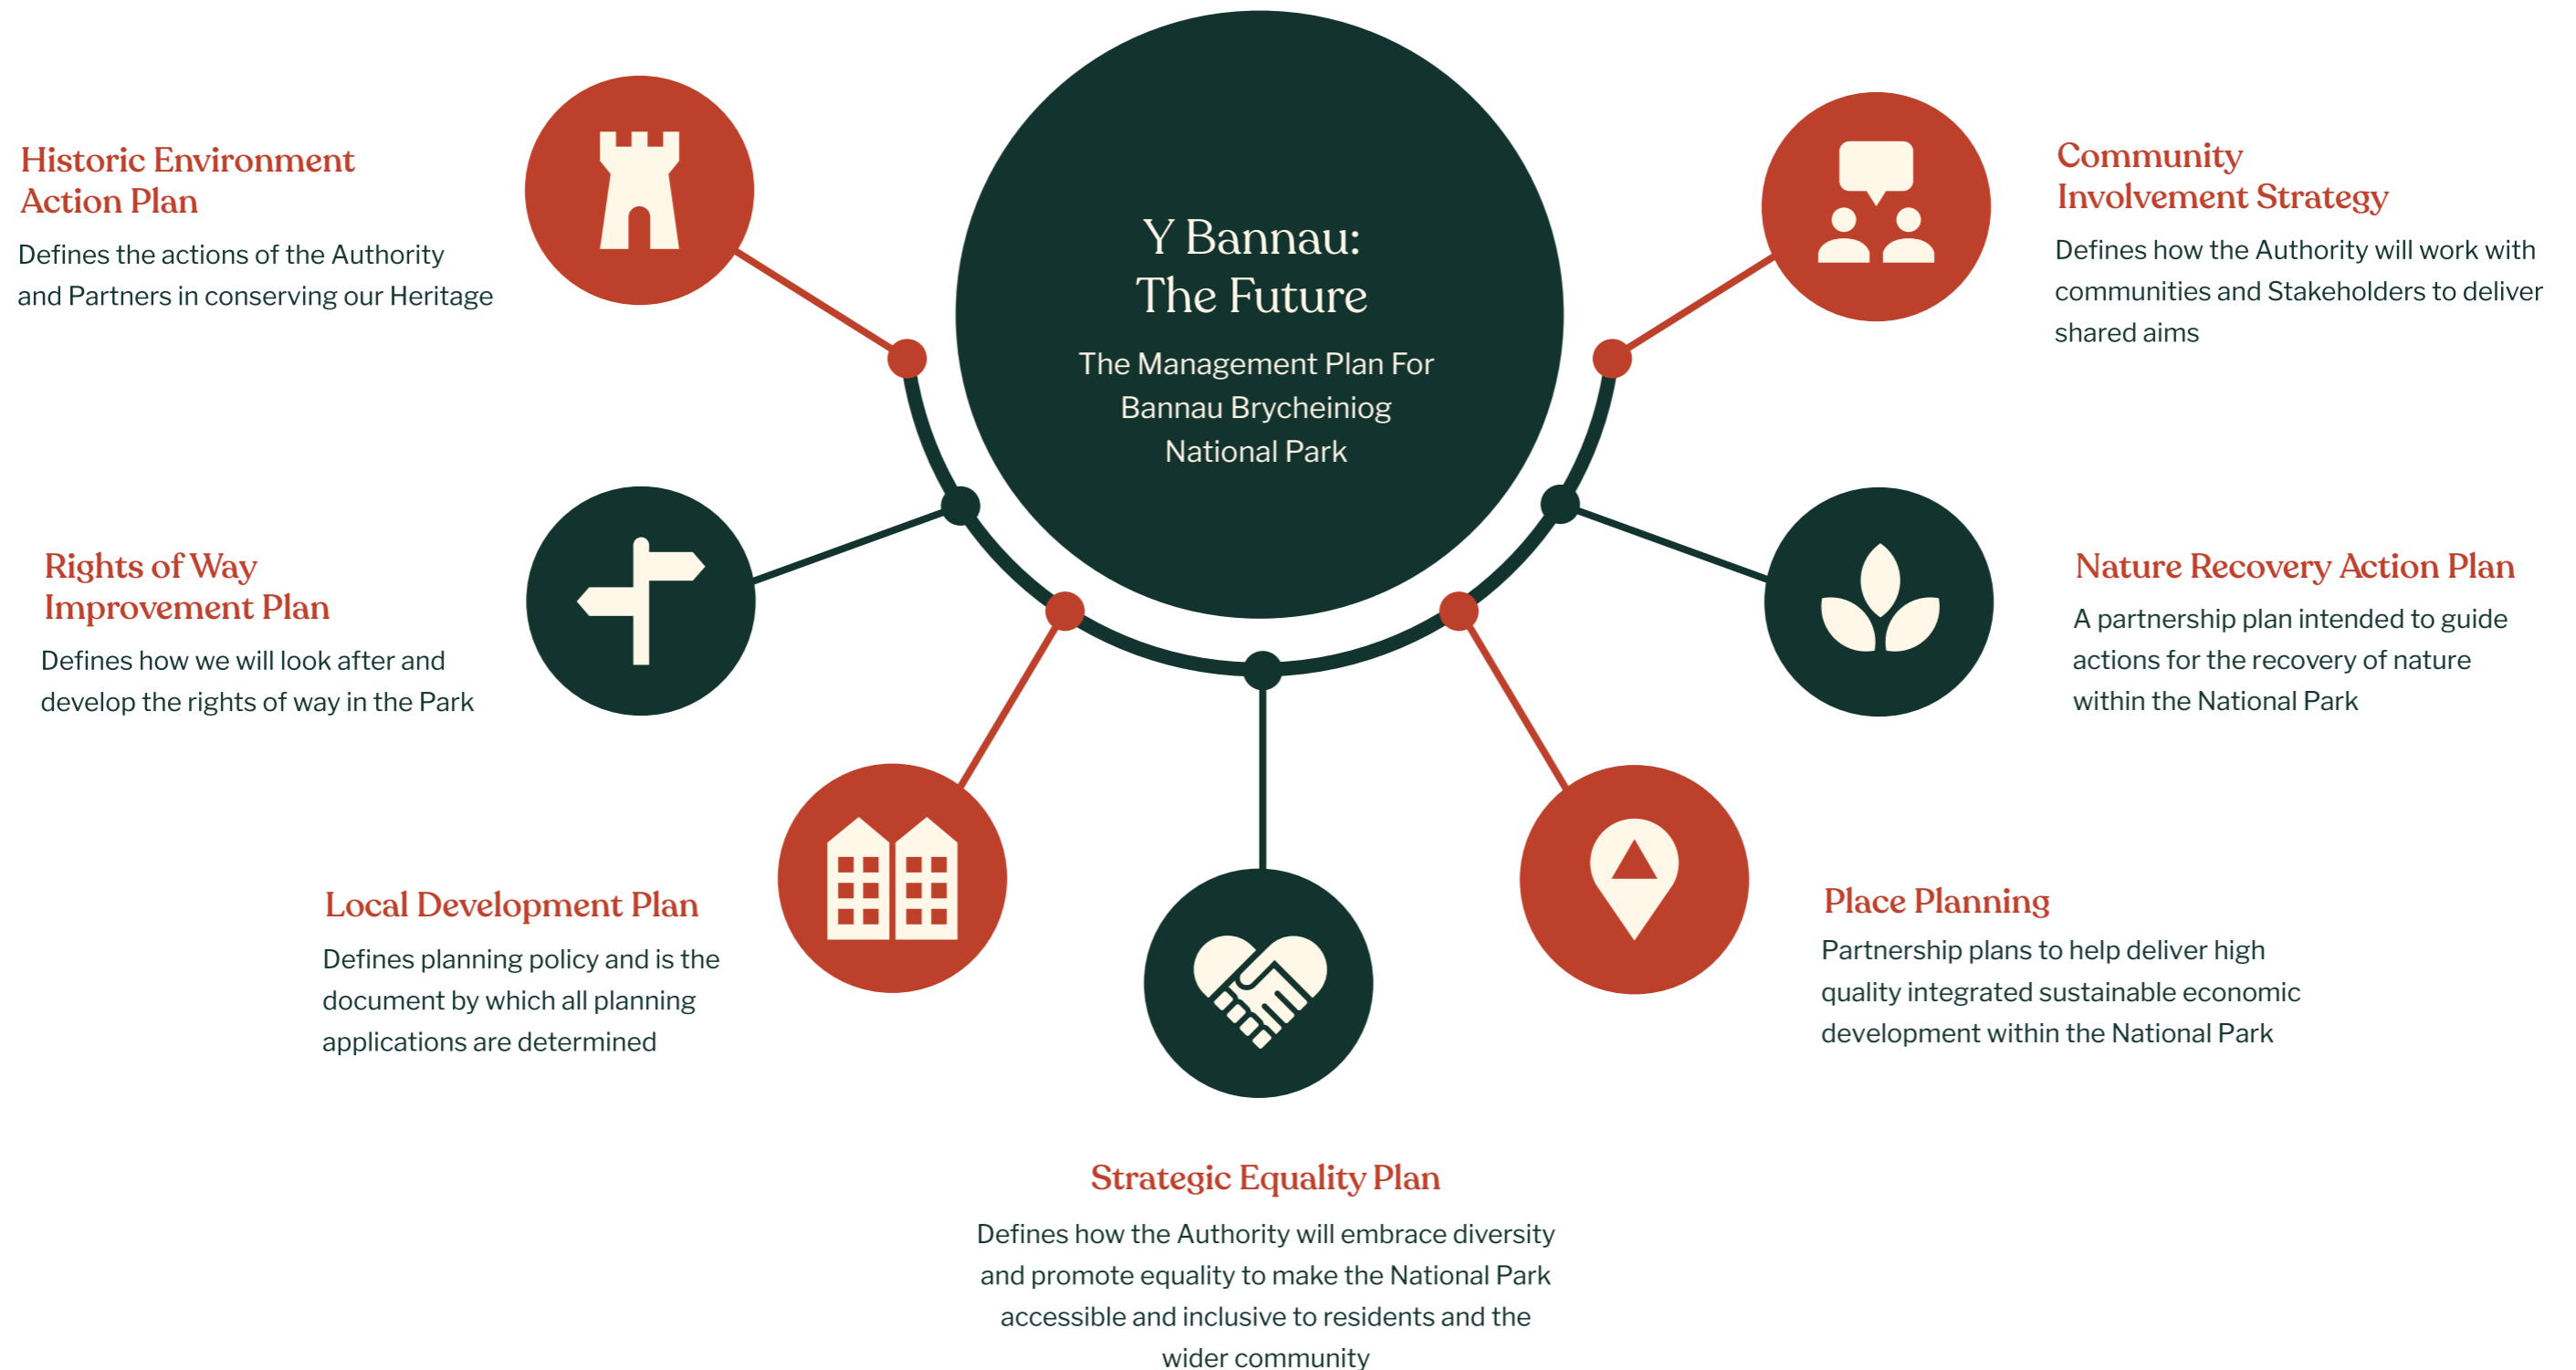 Y Bannau:
The Future
The Management Plan For
Bannau Brycheiniog
National Park
Historic Environment
Action Plan
Defines the actions of the Authority
and Partners in conserving our Heritage
Rights of Way
Improvement Plan
Defines how we will look after and
develop the rights of way in the Park
Local Development Plan
Defines planning policy and is the
document by which all planning
applications are determined
Strategic Equality Plan
Defines how the Authority will embrace diversity
and promote equality to make the National Park
accessible and inclusive to residents and the
wider community
Place Planning
Partnership plans to help deliver high
quality integrated sustainable economic
development within the National Park
Nature Recovery Action Plan
A partnership plan intended to guide
actions for the recovery of nature
within the National Park
Community
Involvement Strategy
Defines how the Authority will work with
communities and Stakeholders to deliver
shared aims